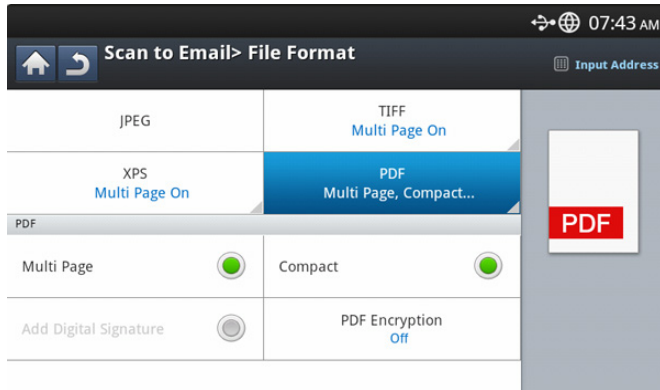 07:43 AM
Scan to Email> File Format
Input Address
JPEG
TIFF
Multi Page On
XPS
Multi Page On
PDF
Multi Page, Compact...
PDF
PDF
Multi Page
Compact
Add Digital Signature
PDF Encryption
Off